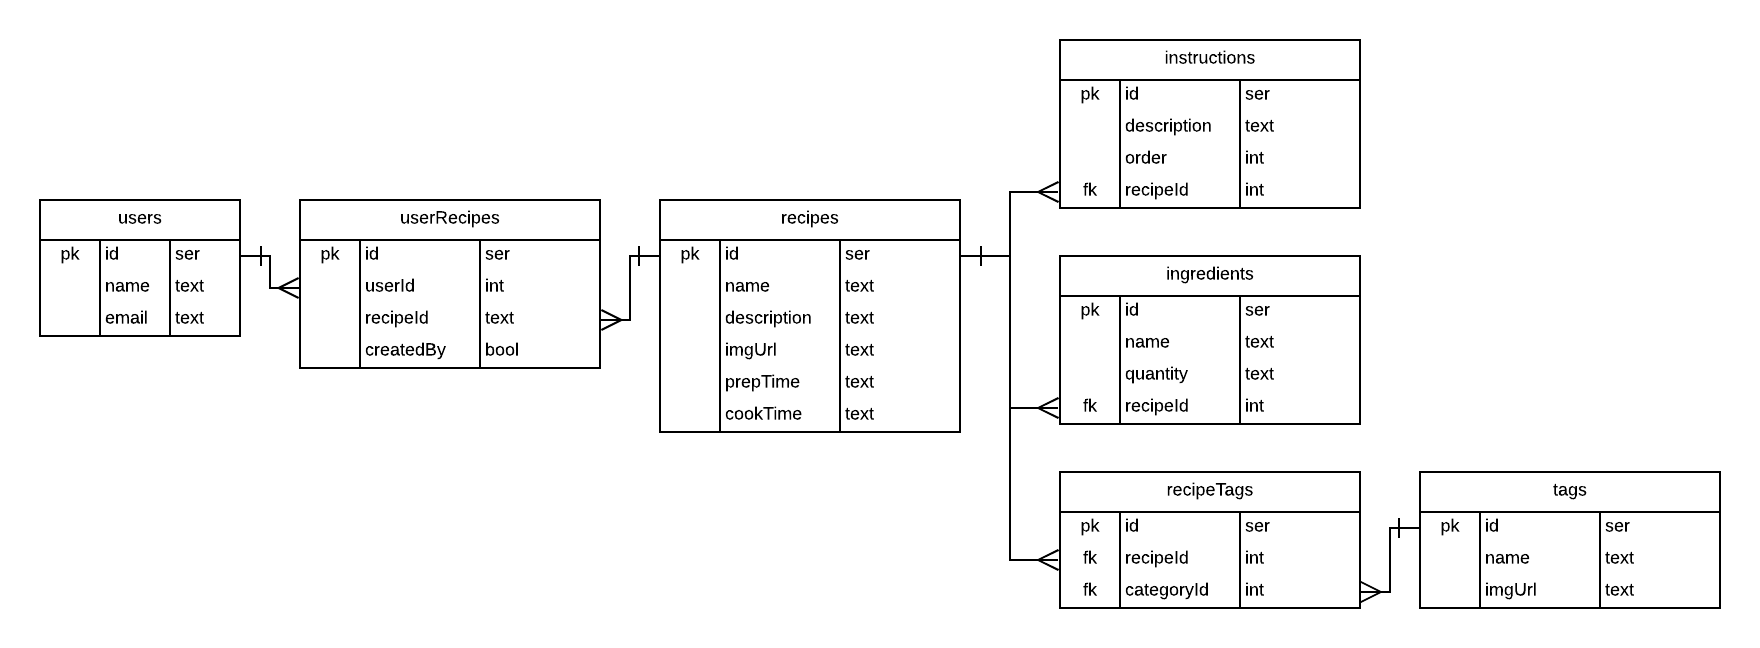 users
pk id ser
name text
email text
userRecipes
pk id ser
userId int
recipeId text
createdBy bool
recipes
pk id ser
name text
description text
imgUrl text
prepTime text
cookTime text
instructions
pk id ser
description text
order int
fk recipeId int
ingredients
pk id ser
name text
quantity text
fk recipeId int
recipeTags
pk id ser
fk recipeId int
fk categoryId int
tags
pk id ser
name text
imgUrl text